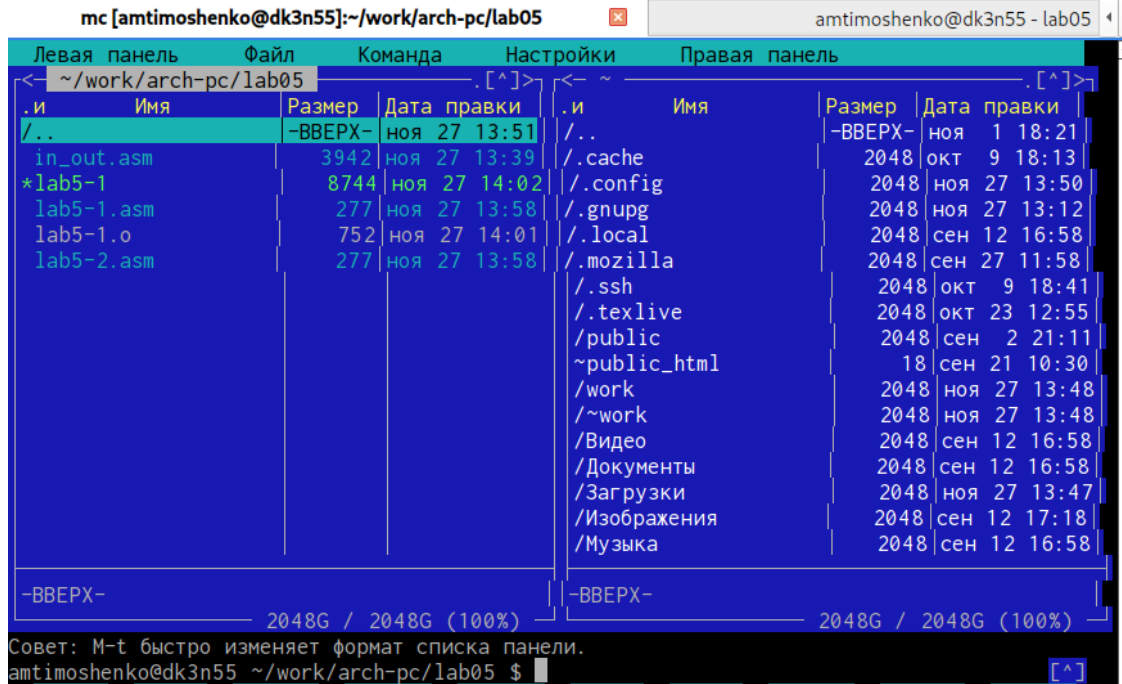 mc [amtimoshenko@dk3n55]:~/work/arch-pc/lab05 amtimoshenko@dk3n55 - lab05
Левая панель Файл Команда Настройки Правая панель
<— ~/work/arch-pc/lab05 .[^]> <— ~ .[^]>
.и Имя Размер Дата правки .и Имя Размер Дата правки
/.. -ВВЕРХ- ноя 27 13:51 /.. -ВВЕРХ- ноя 1 18:21
in_out.asm 3942 ноя 27 13:39 /.cache 2048 окт 9 18:13
*lab5-1 8744 ноя 27 14:02 /.config 2048 ноя 27 13:50
lab5-1.asm 277 ноя 27 13:58 /.gnupg 2048 ноя 27 13:12
lab5-1.o 752 ноя 27 14:01 /.local 2048 сен 12 16:58
lab5-2.asm 277 ноя 27 13:58 /.mozilla 2048 сен 27 11:58
/.ssh 2048 окт 9 18:41
/.texlive 2048 окт 23 12:55
/public 2048 сен 2 21:11
~public_html 18 сен 21 10:30
/work 2048 ноя 27 13:48
/~work 2048 ноя 27 13:48
/Видео 2048 сен 12 16:58
/Документы 2048 сен 12 16:58
/Загрузки 2048 ноя 27 13:47
/Изображения 2048 сен 12 17:18
/Музыка 2048 сен 12 16:58
-ВВЕРХ- -ВВЕРХ-
2048G / 2048G (100%) 2048G / 2048G (100%)
Совет: M-t быстро изменяет формат списка панели.
amtimoshenko@dk3n55 ~/work/arch-pc/lab05 $ [^]